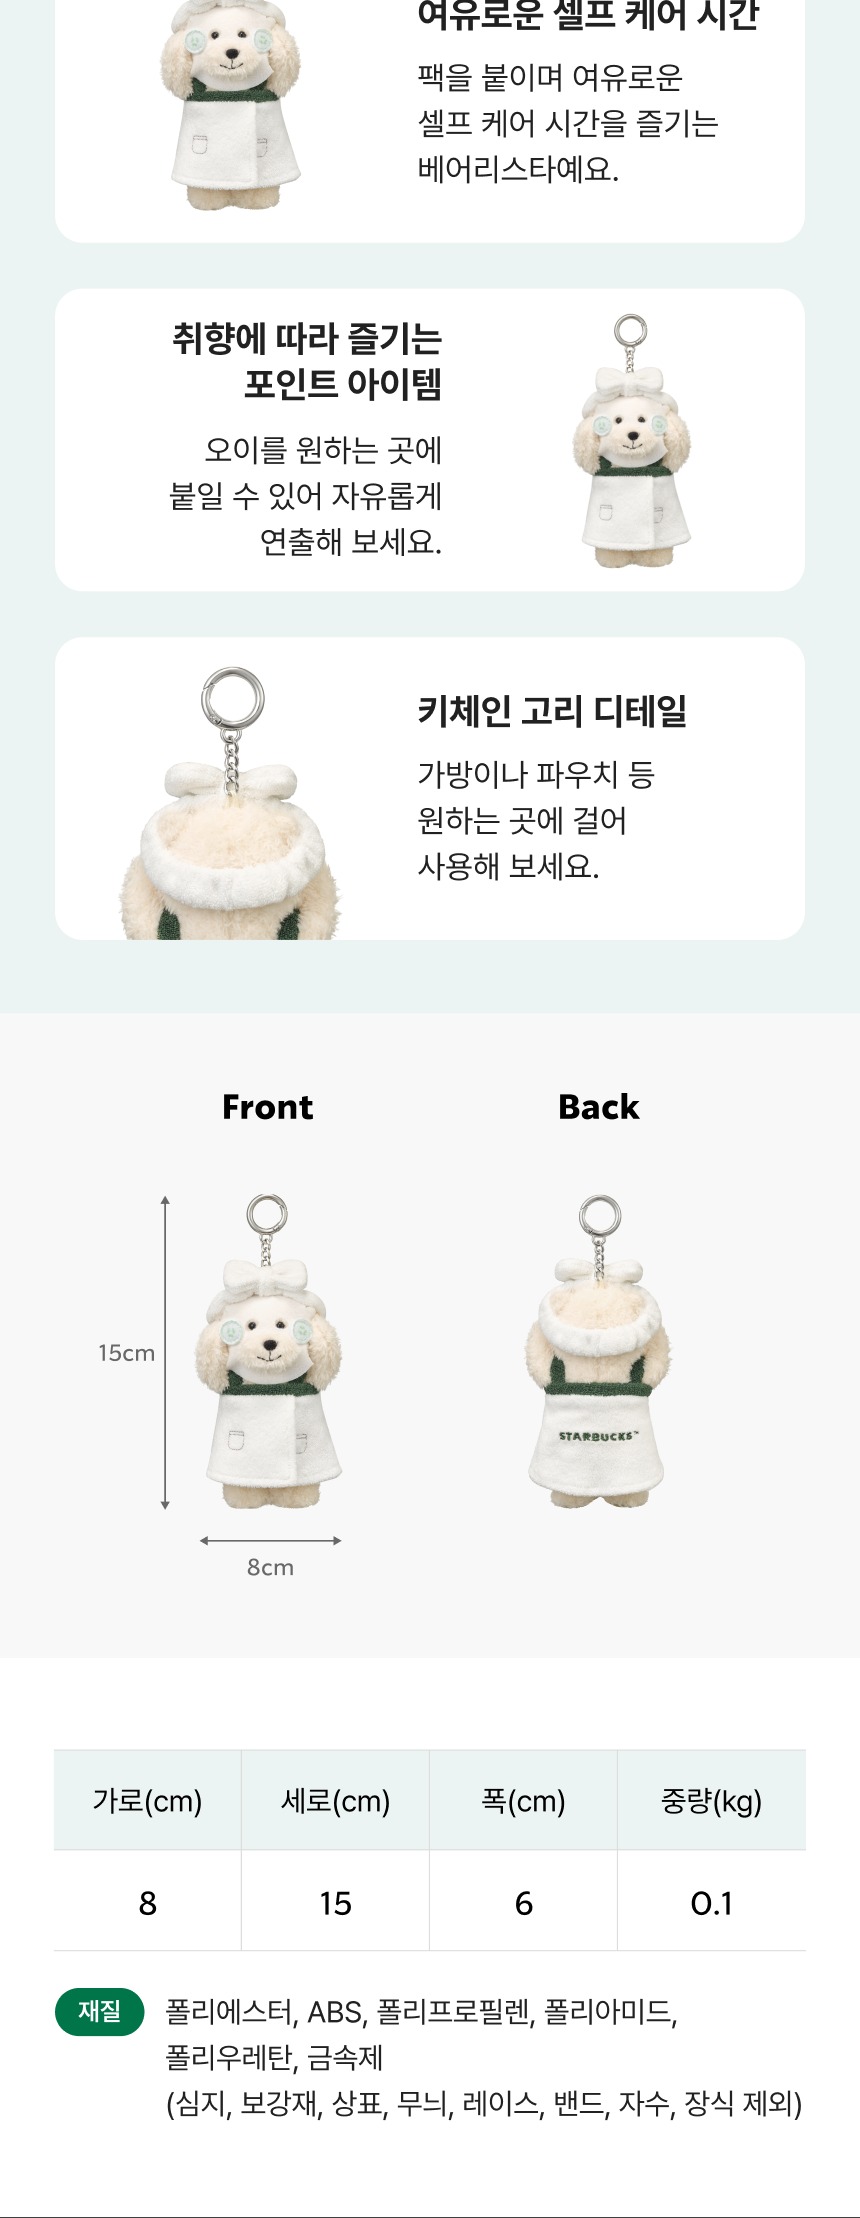 여유로운 셀프 케어 시간
팩을 붙이며 여유로운
셀프 케어 시간을 즐기는
베어리스타예요.
취향에 따라 즐기는
포인트 아이템
오이를 원하는 곳에
붙일 수 있어 자유롭게
연출해 보세요.
키체인 고리 디테일
가방이나 파우치 등
원하는 곳에 걸어
사용해 보세요.
Front Back
15cm
STARBUCKS™
8cm
가로(cm) 세로(cm) 폭(cm) 중량(kg)
8 15 6 0.1
재질 폴리에스터, ABS, 폴리프로필렌, 폴리아미드,
폴리우레탄, 금속제
(심지, 보강재, 상표, 무늬, 레이스, 밴드, 자수, 장식 제외)